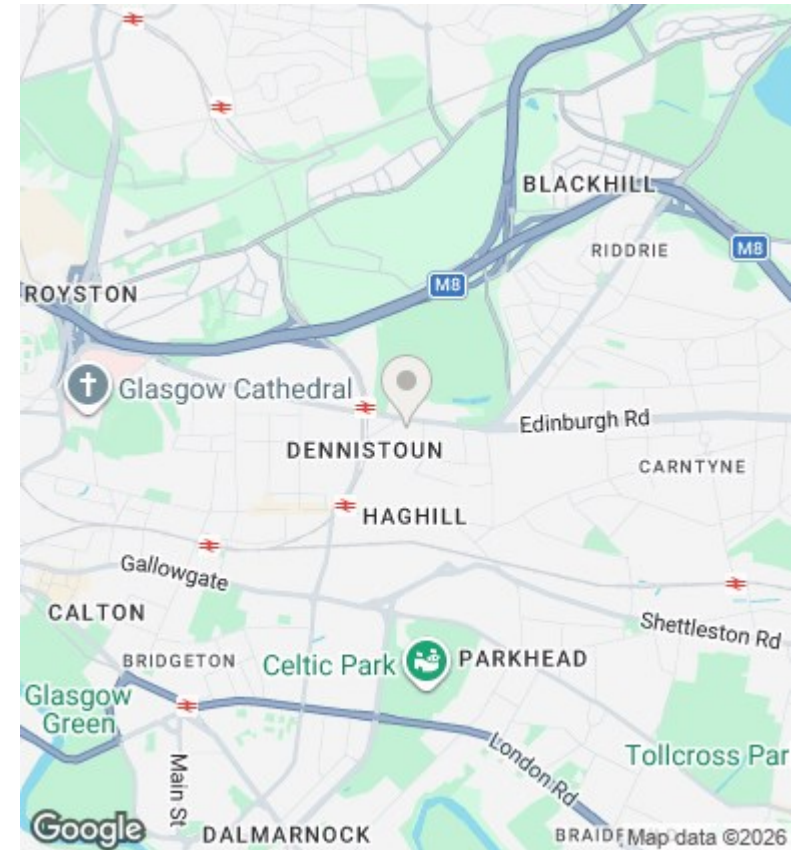 BLACKHILL
RIDDRIE
M8
M8
ROYSTON
Glasgow Cathedral
Edinburgh Rd
DENNISTOUN
CARNTYNE
HAGHILL
Gallowgate
CALTON
Shettleston Rd
BRIDGETON
Celtic Park
PARKHEAD
Glasgow
Green
Main St
London Rd
Tollcross Par
DALMARNOCK
Google
Map data ©2026